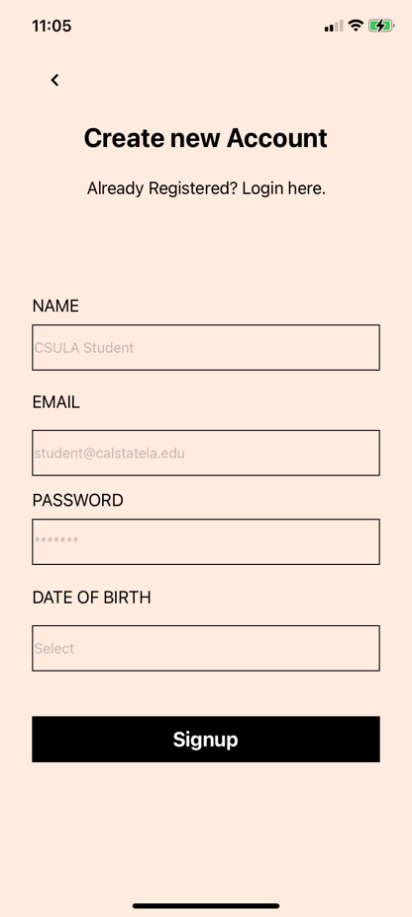 11:05
Create new Account
Already Registered? Login here.
NAME
CSULA Student
EMAIL
student@calstatela.edu
PASSWORD
*******
DATE OF BIRTH
Select
Signup